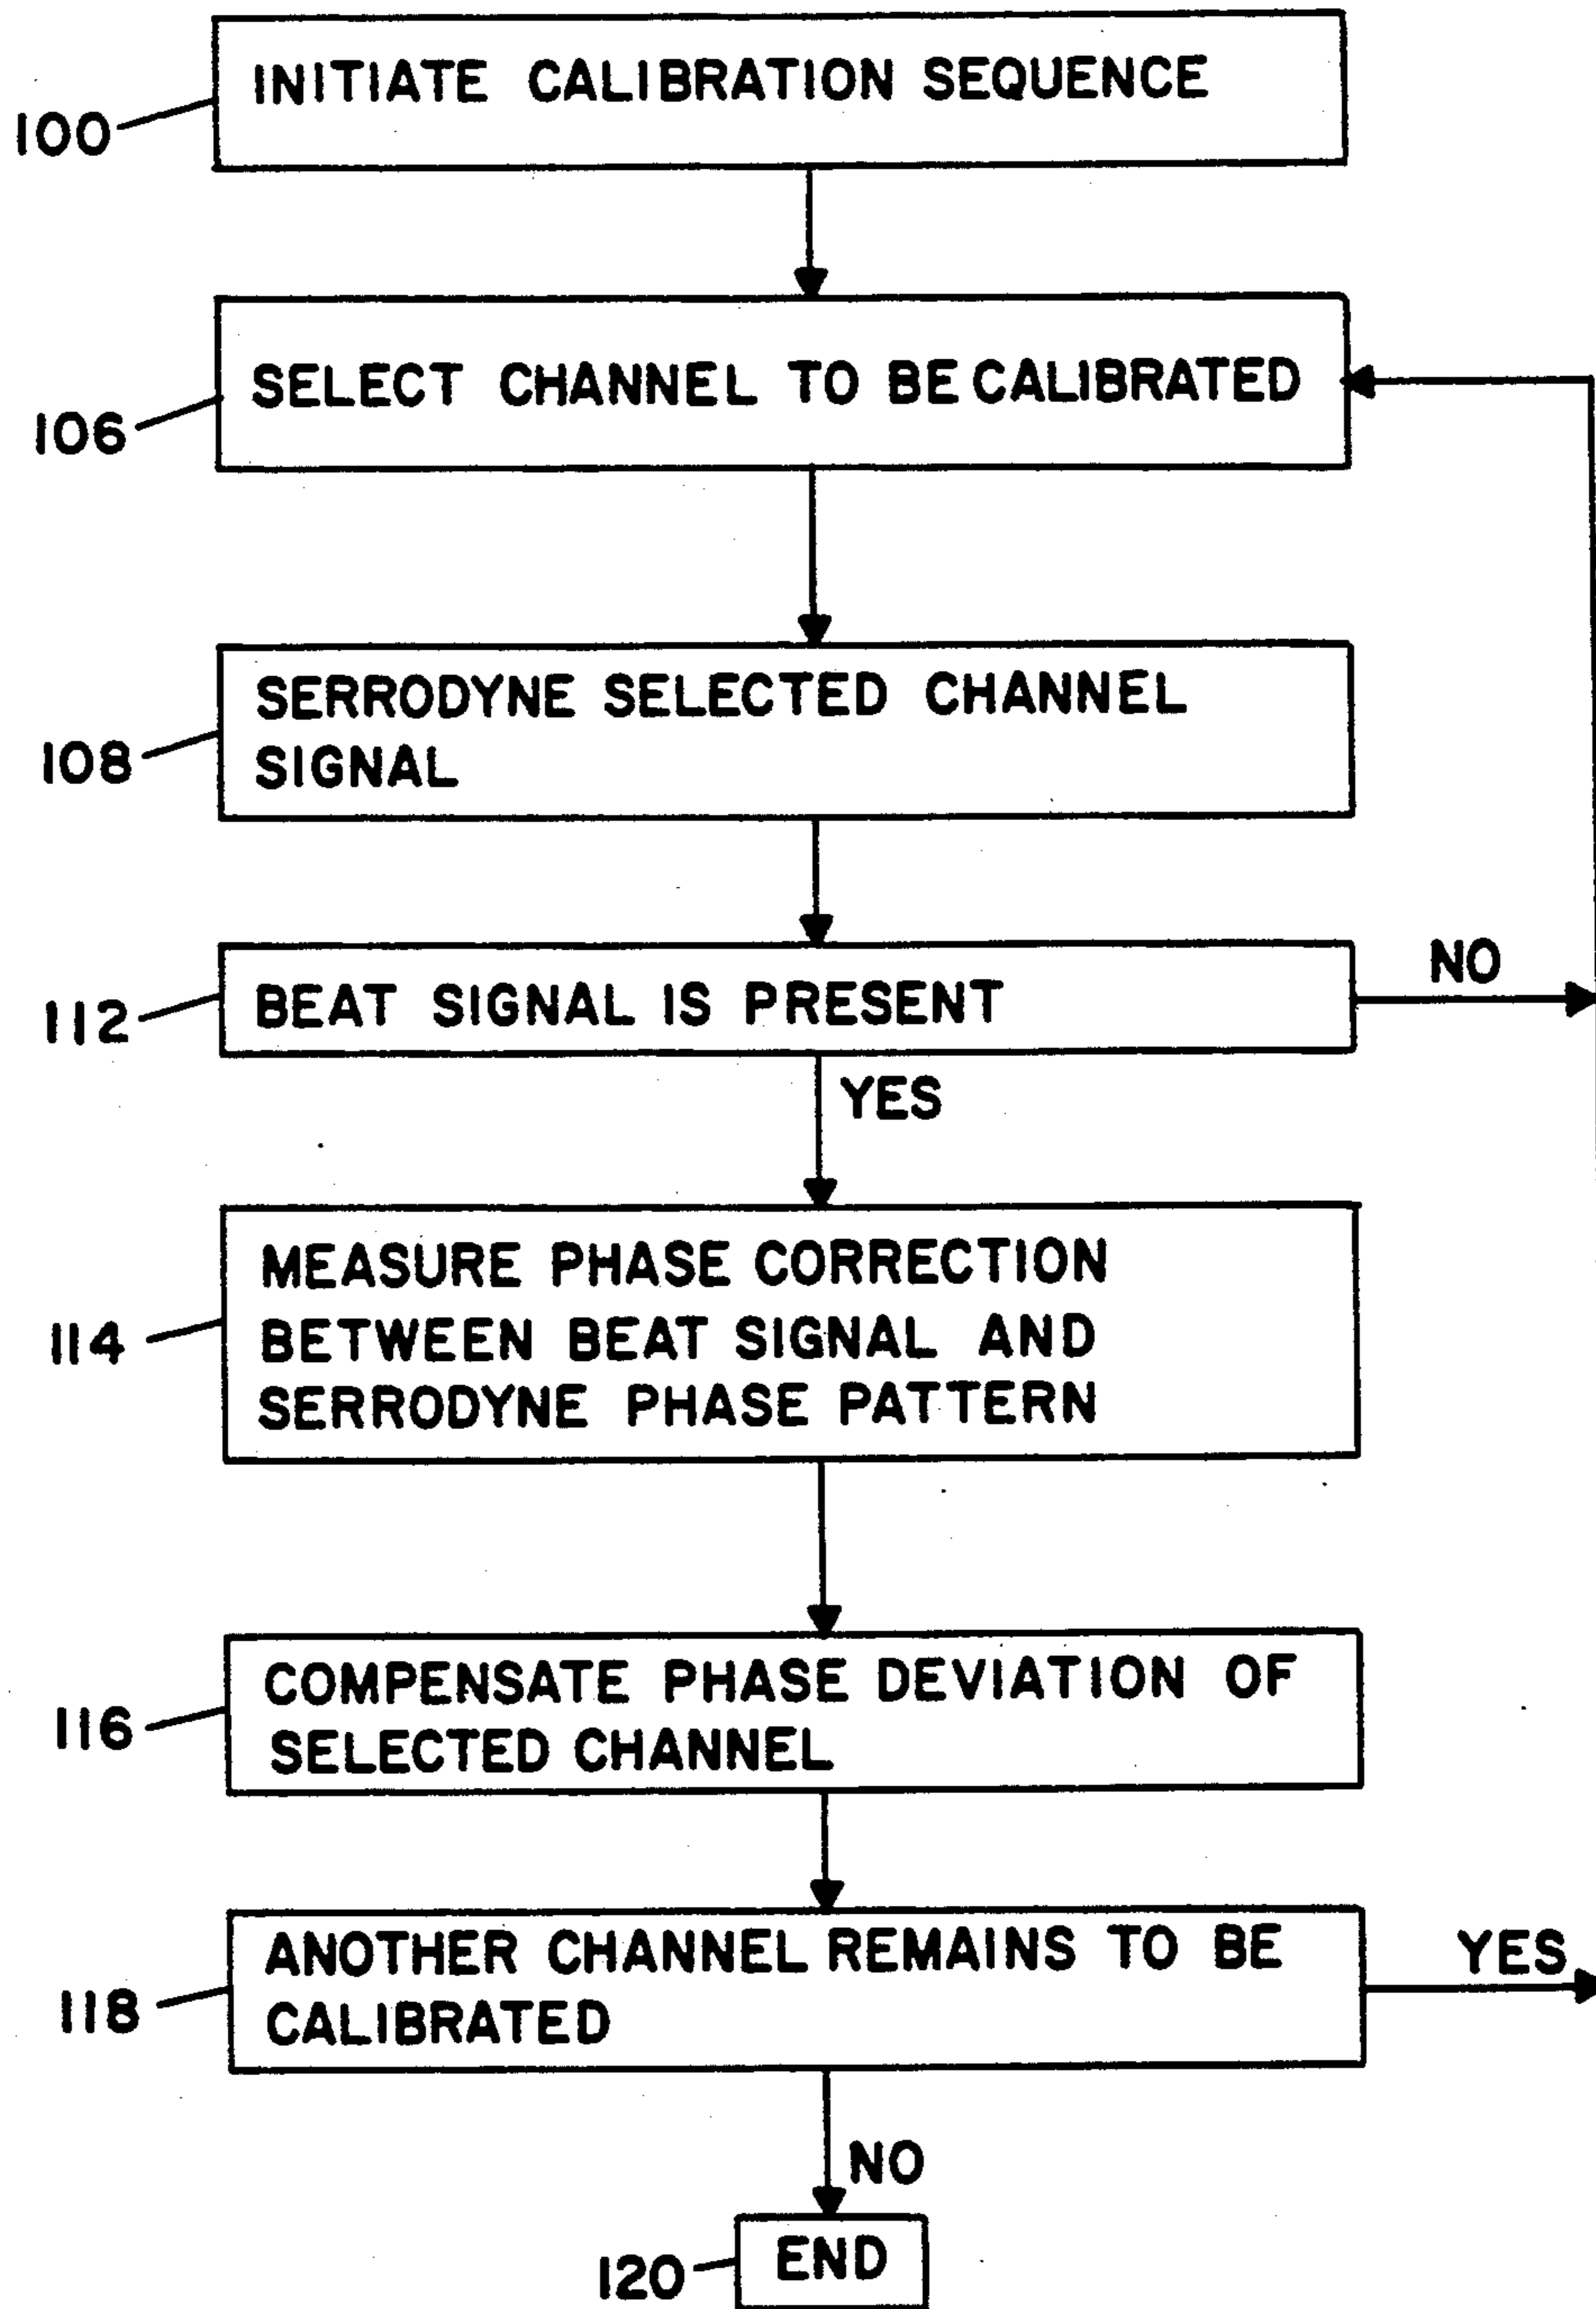 INITIATE CALIBRATION SEQUENCE
100
SELECT CHANNEL TO BE CALIBRATED
106
SERRODYNE SELECTED CHANNEL
SIGNAL
108
BEAT SIGNAL IS PRESENT
NO
112
YES
MEASURE PHASE CORRECTION
BETWEEN BEAT SIGNAL AND
SERRODYNE PHASE PATTERN
114
COMPENSATE PHASE DEVIATION OF
SELECTED CHANNEL
116
ANOTHER CHANNEL REMAINS TO BE
CALIBRATED
YES
118
NO
END
120